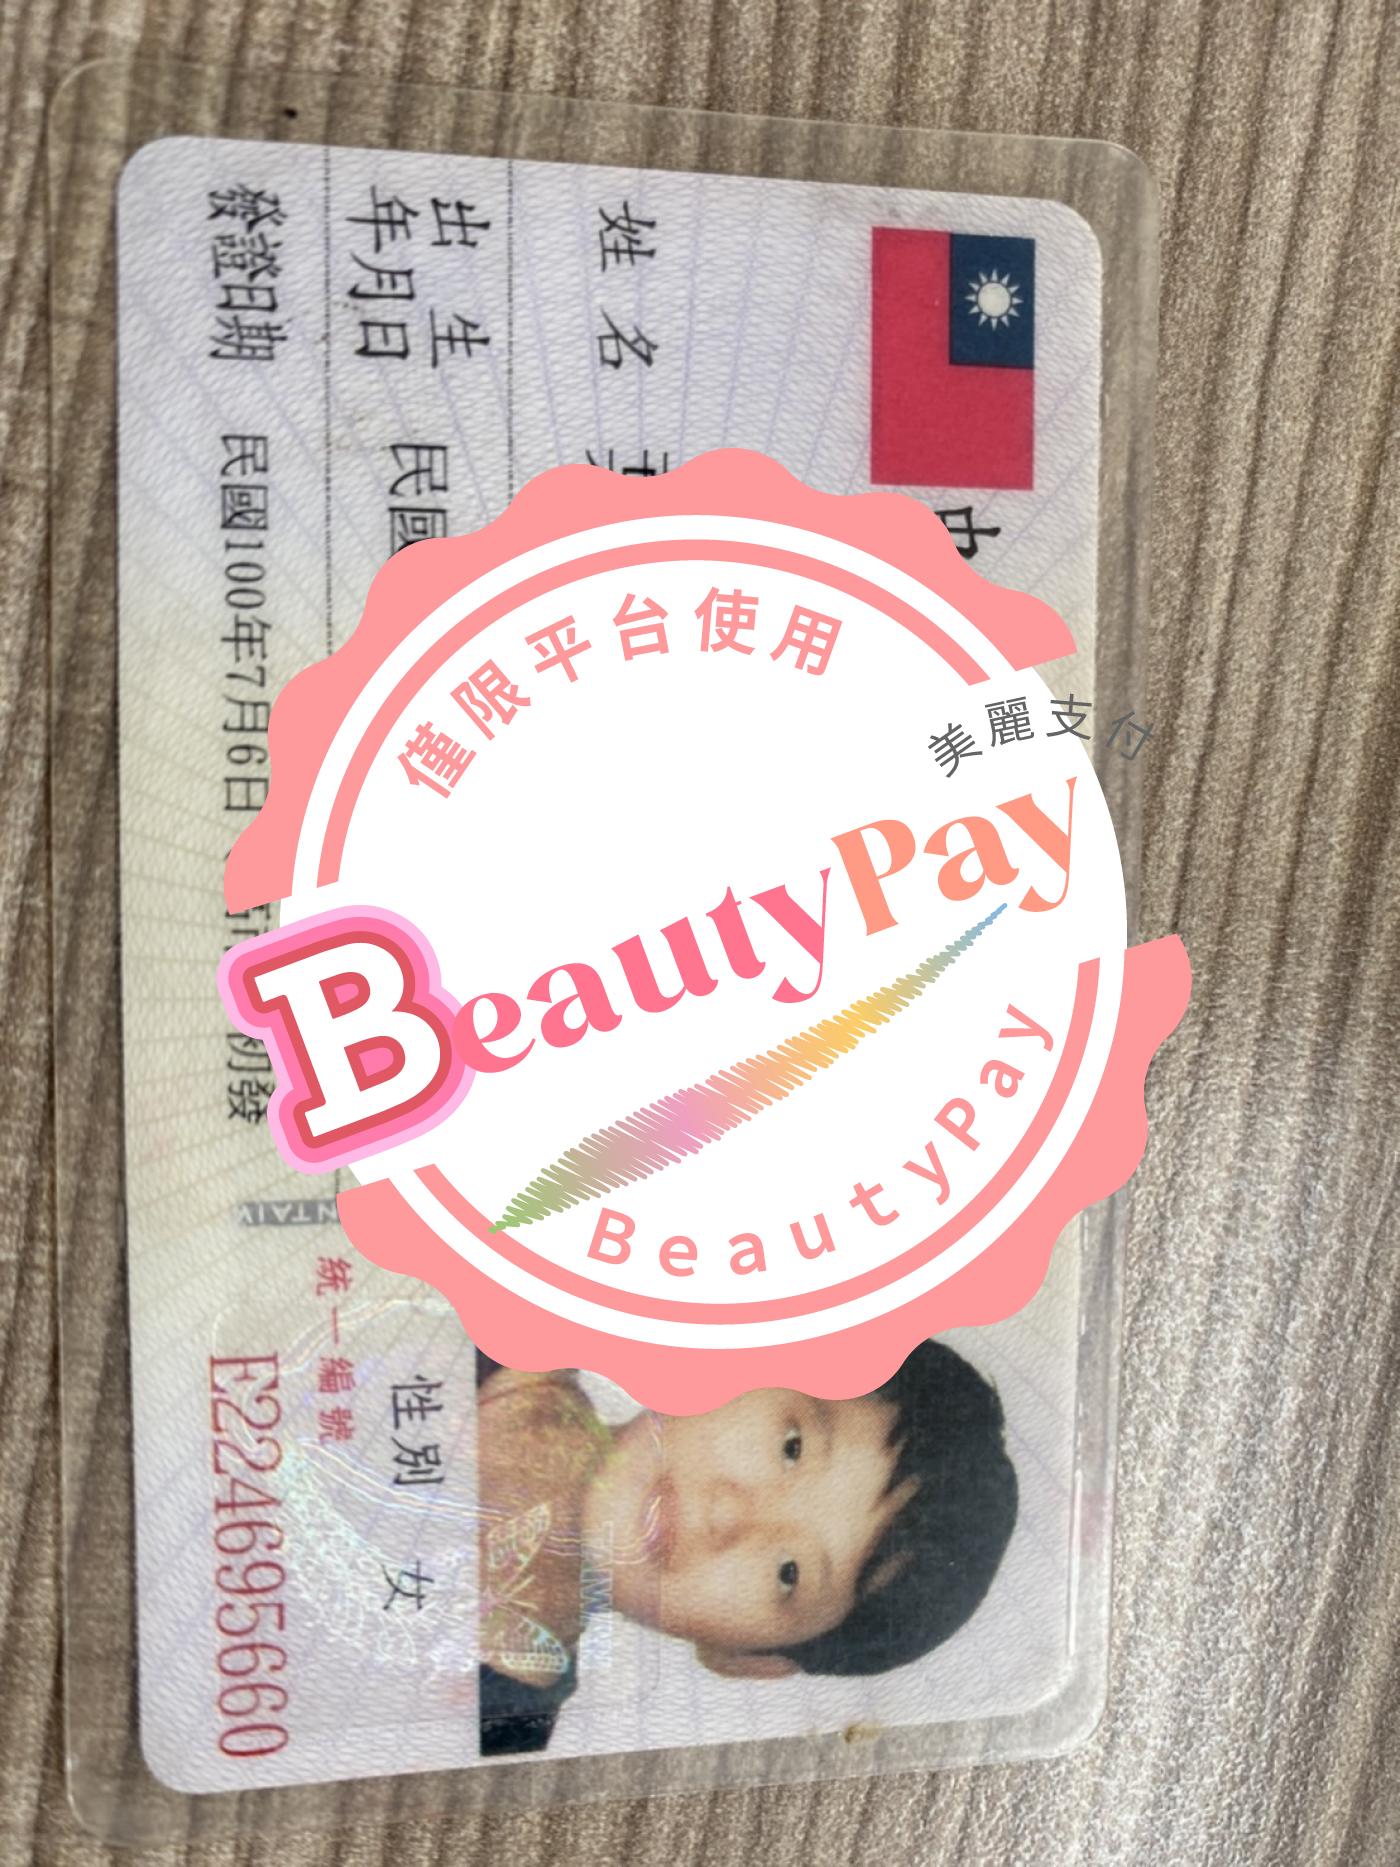 中
姓名
出生
年月日
民國
發證日期
民國100年7月6日
初發
性別
女
統一編號
E224695660
僅限平台使用
美麗支付
BeautyPay
BeautyPay